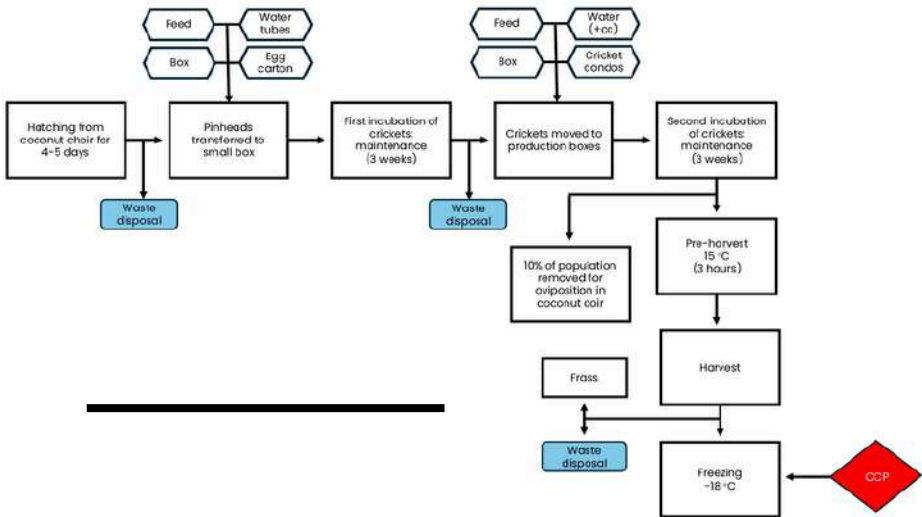 Feed
Water
tubes
Box
Egg
carton
Feed
Water
(+cc)
Box
Cricket
condos
Hatching from
coconut choir for
4-5 days
Pinheads
transferred to
small box
First incubation of
crickets:
maintenance
(3 weeks)
Crickets moved to
production boxes
Second incubation
of crickets:
maintenance
(3 weeks)
Waste
disposal
Waste
disposal
10% of population
removed for
oviposition in
coconut coir
Pre-harvest
15 °C
(3 hours)
Frass
Harvest
Waste
disposal
Freezing
-18 °C
CCP